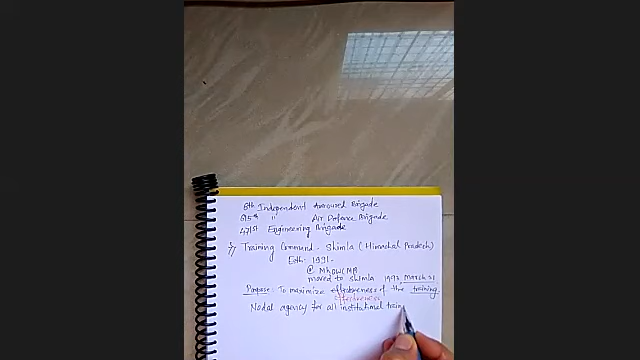 6th Independent Armoured Brigade
615th " Air Defence Brigade
471st Engineering Brigade
7) Training Command - Shimla (Himachal Pradesh)
Estb- 1991-
@ Mhow (MP)
moved to Shimla 1993 March 31
Purpose: To maximize effectiveness of the training.
effectiveness
Nodal agency for all institutional train